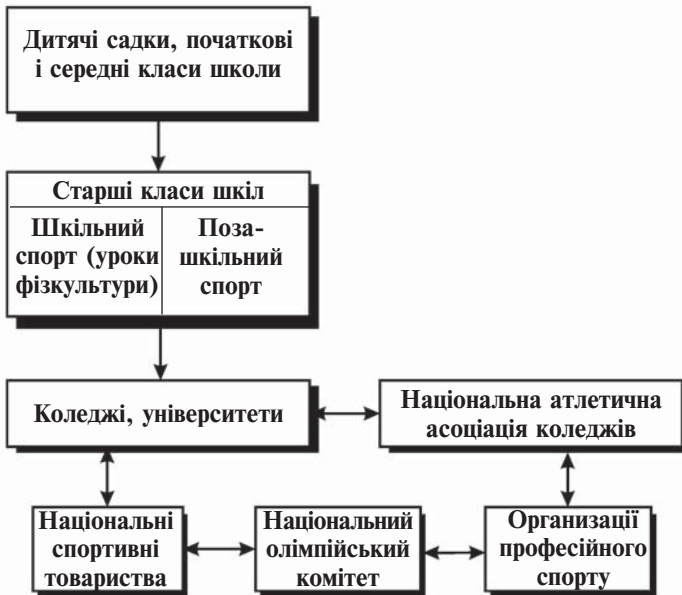 Дитячі садки, початкові
і середні класи школи
Старші класи шкіл
Шкільний
спорт (уроки
фізкультури)
Поза-
шкільний
спорт
Коледжі, університети
Національна атлетична
асоціація коледжів
Національні
спортивні
товариства
Національний
олімпійський
комітет
Организації
професійного
спорту